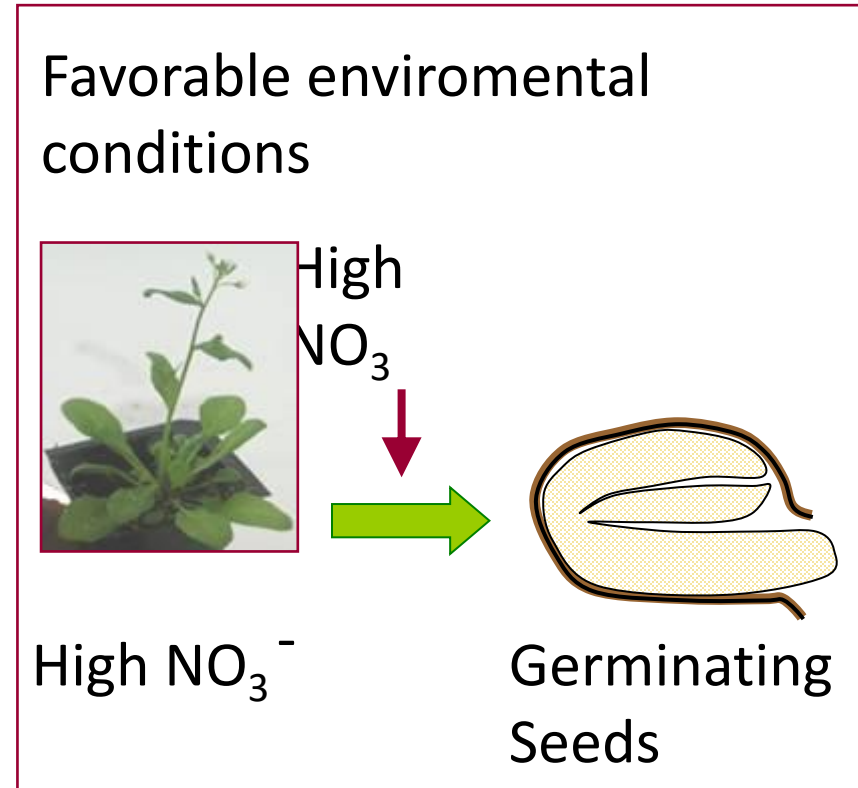 Favorable enviromental
conditions
High
NO₃
High NO₃⁻
Germinating
Seeds